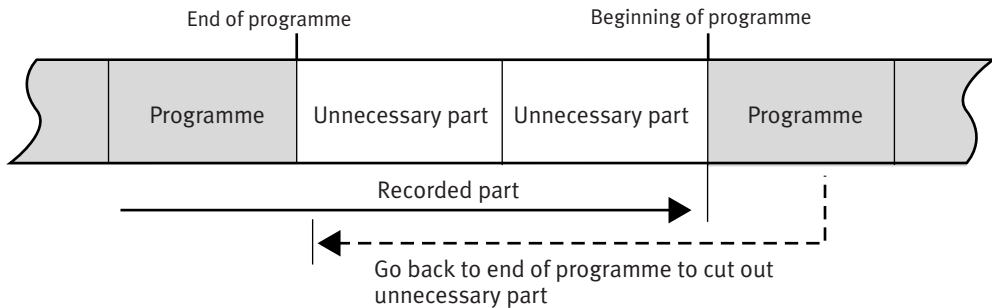 End of programme
Beginning of programme
Programme
Unnecessary part
Unnecessary part
Programme
Recorded part
Go back to end of programme to cut out
unnecessary part